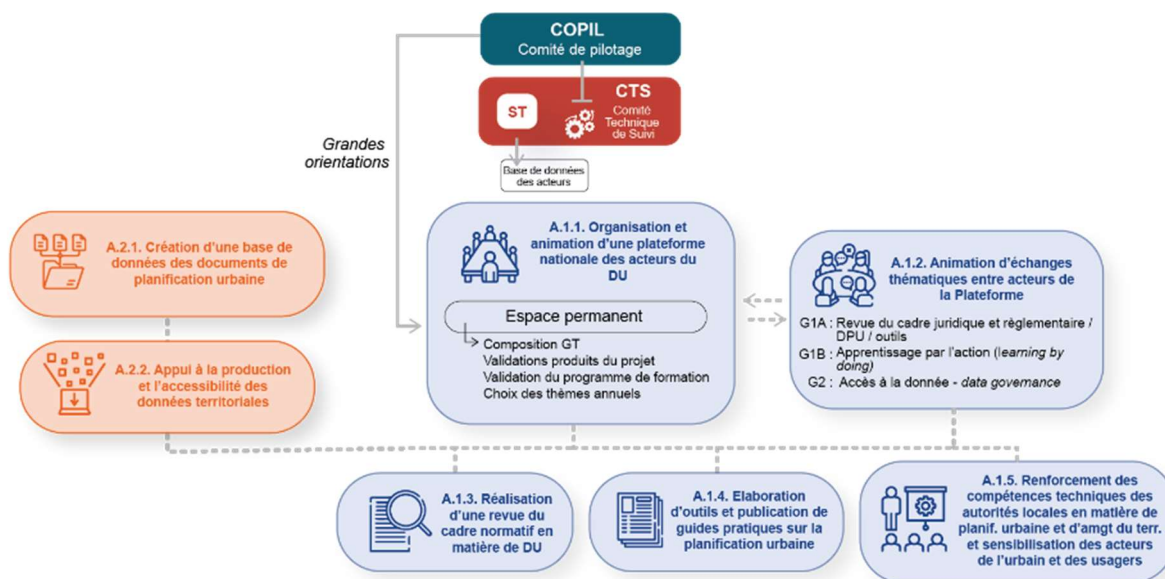 COPIL
Comité de pilotage
ST
CTS
Comité
Technique
de Suivi
Grandes
orientations
Base de données
des acteurs
A.2.1. Création d'une base de
données des documents de
planification urbaine
A.2.2. Appui à la production
et l'accessibilité des
données territoriales
A.1.1. Organisation et
animation d'une plateforme
nationale des acteurs du
DU
Espace permanent
Composition GT
Validations produits du projet
Validation du programme de formation
Choix des thèmes annuels
A.1.2. Animation d'échanges
thématiques entre acteurs de
la Plateforme
G1A : Revue du cadre juridique et règlementaire /
DPU / outils
G1B : Apprentissage par l'action (learning by
doing)
G2 : Accès à la donnée - data governance
A.1.3. Réalisation
d'une revue du
cadre normatif en
matière de DU
A.1.4. Elaboration
d'outils et publication de
guides pratiques sur la
planification urbaine
A.1.5. Renforcement des
compétences techniques des
autorités locales en matière de
planif. urbaine et d'amgt du terr.
et sensibilisation des acteurs
de l'urbain et des usagers